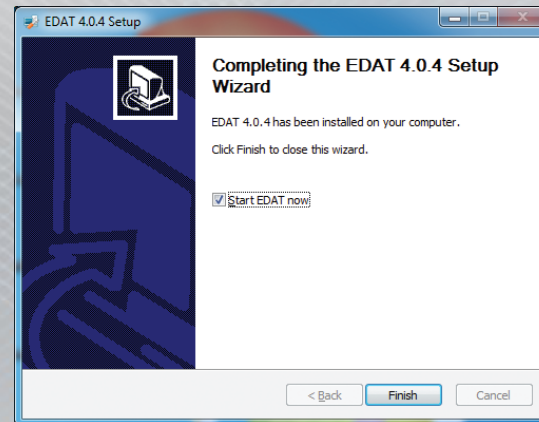 EDAT 4.0.4 Setup
Completing the EDAT 4.0.4 Setup
Wizard
EDAT 4.0.4 has been installed on your computer.
Click Finish to close this wizard.
Start EDAT now
< Back
Finish
Cancel